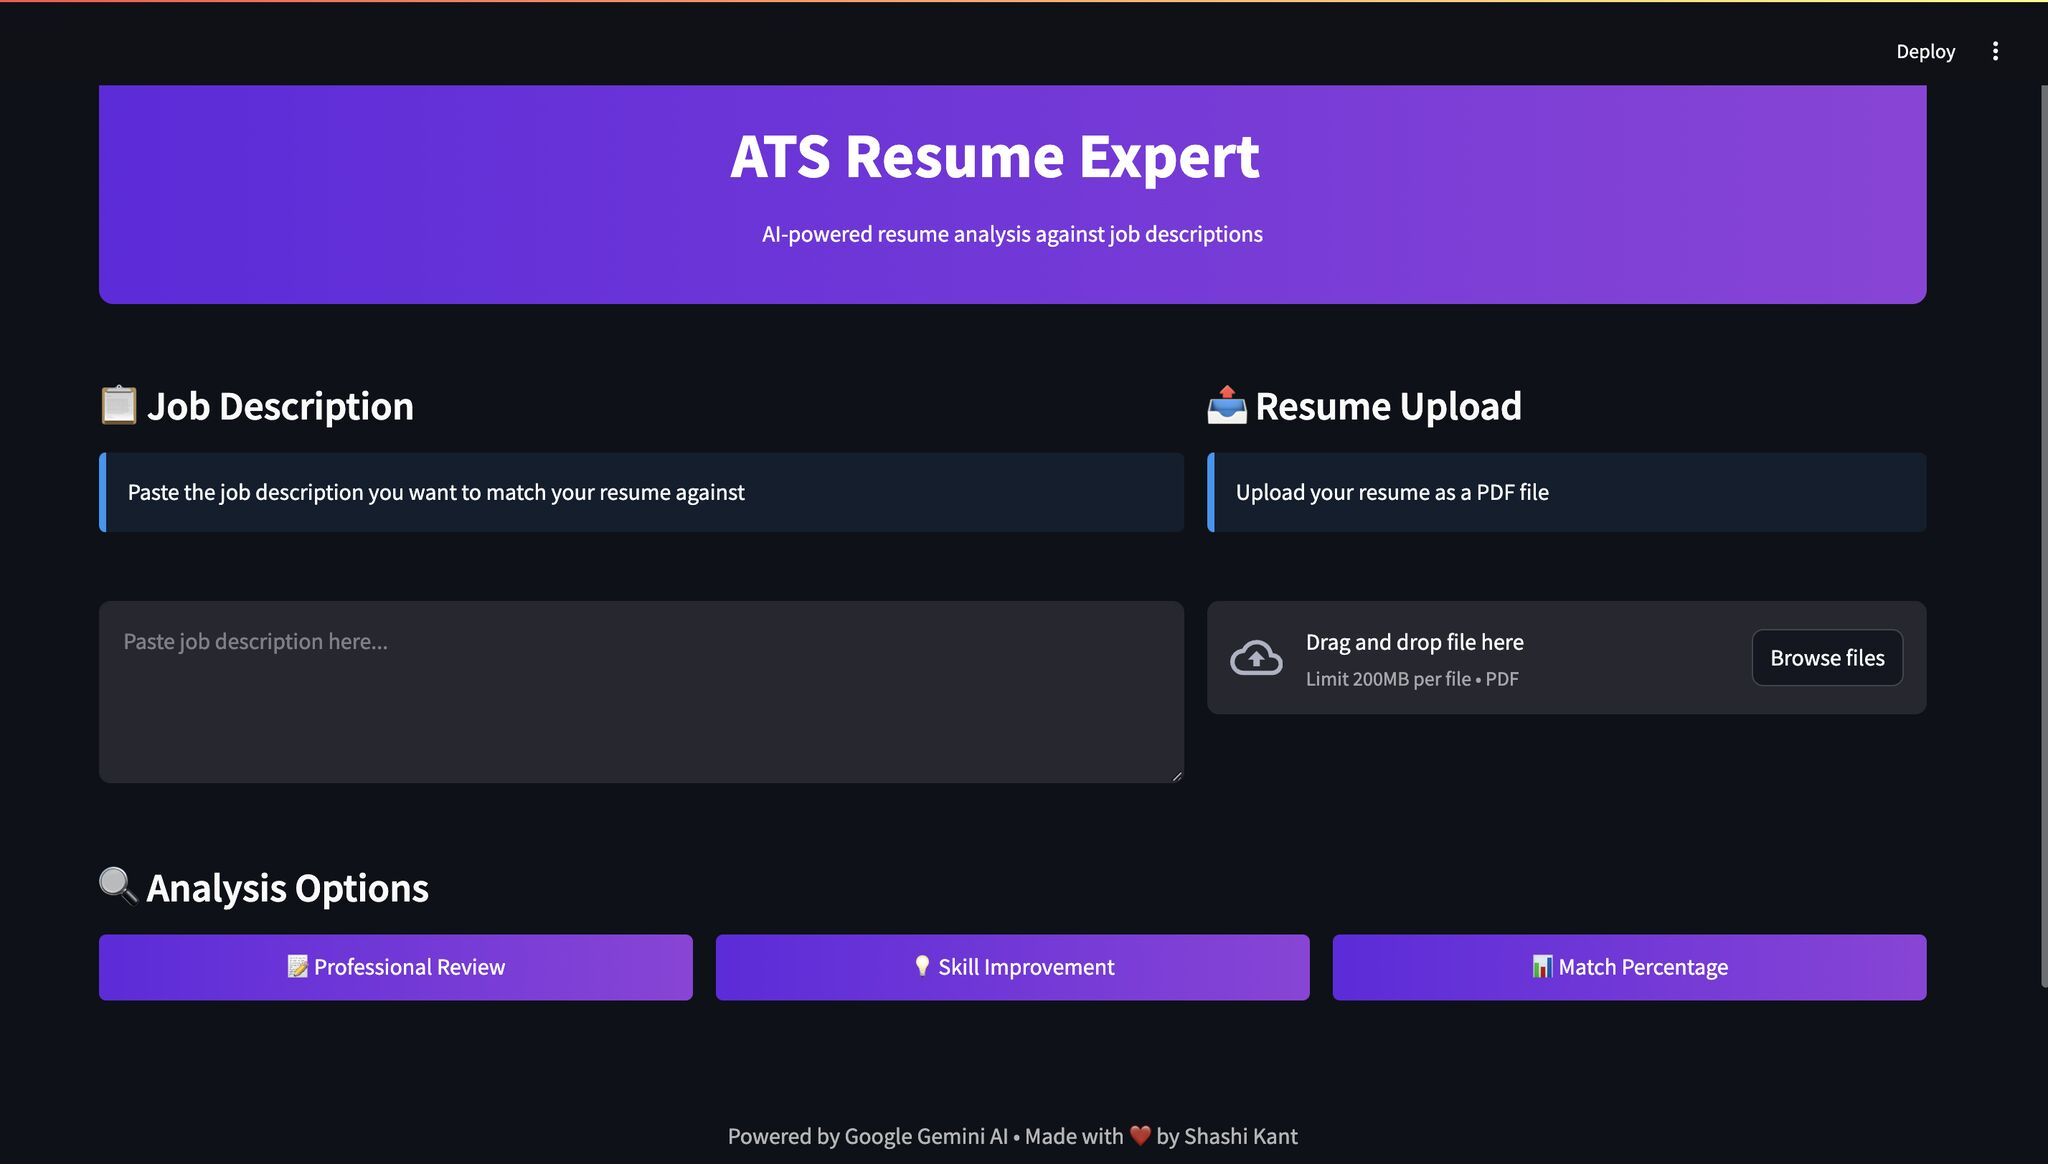 Deploy
ATS Resume Expert
AI-powered resume analysis against job descriptions
📋 Job Description
Paste the job description you want to match your resume against
Paste job description here...
📤 Resume Upload
Upload your resume as a PDF file
Drag and drop file here
Limit 200MB per file • PDF
Browse files
🔍 Analysis Options
📝 Professional Review
💡 Skill Improvement
📊 Match Percentage
Powered by Google Gemini AI • Made with ❤️ by Shashi Kant